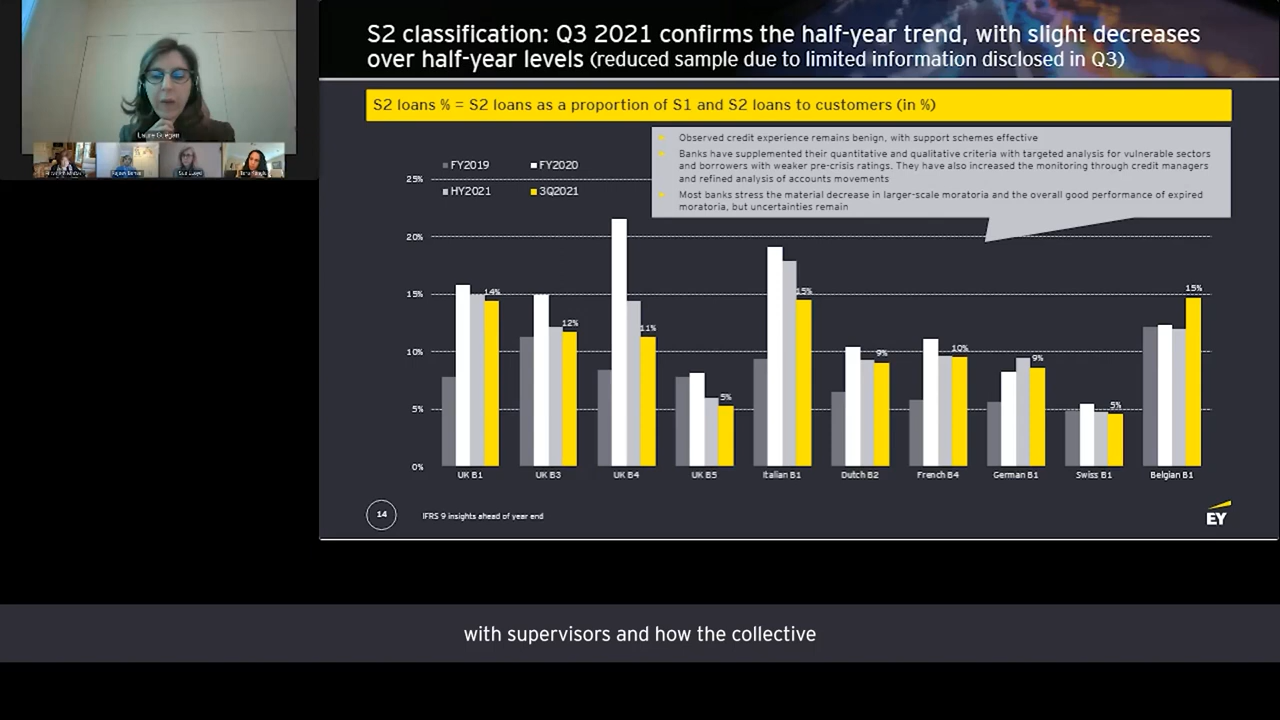 S2 classification: Q3 2021 confirms the half-year trend, with slight decreases
over half-year levels (reduced sample due to limited information disclosed in Q3)
S2 loans % = S2 loans as a proportion of S1 and S2 loans to customers (in %)
Observed credit experience remains benign, with support schemes effective
Banks have supplemented their quantitative and qualitative criteria with targeted analysis for vulnerable sectors
and borrowers with weaker pre-crisis ratings. They have also increased the monitoring through credit managers
and refined analysis of accounts movements
Most banks stress the material decrease in larger-scale moratoria and the overall good performance of expired
moratoria, but uncertainties remain
FY2019 FY2020
HY2021 3Q2021
25%
20%
15%
10%
5%
0%
14%
12%
11%
5%
15%
9%
10%
9%
5%
15%
UK B1 UK B3 UK B4 UK B5 Italian B1 Dutch B2 French B4 German B1 Swiss B1 Belgian B1
14
IFRS 9 insights ahead of year end
EY
with supervisors and how the collective